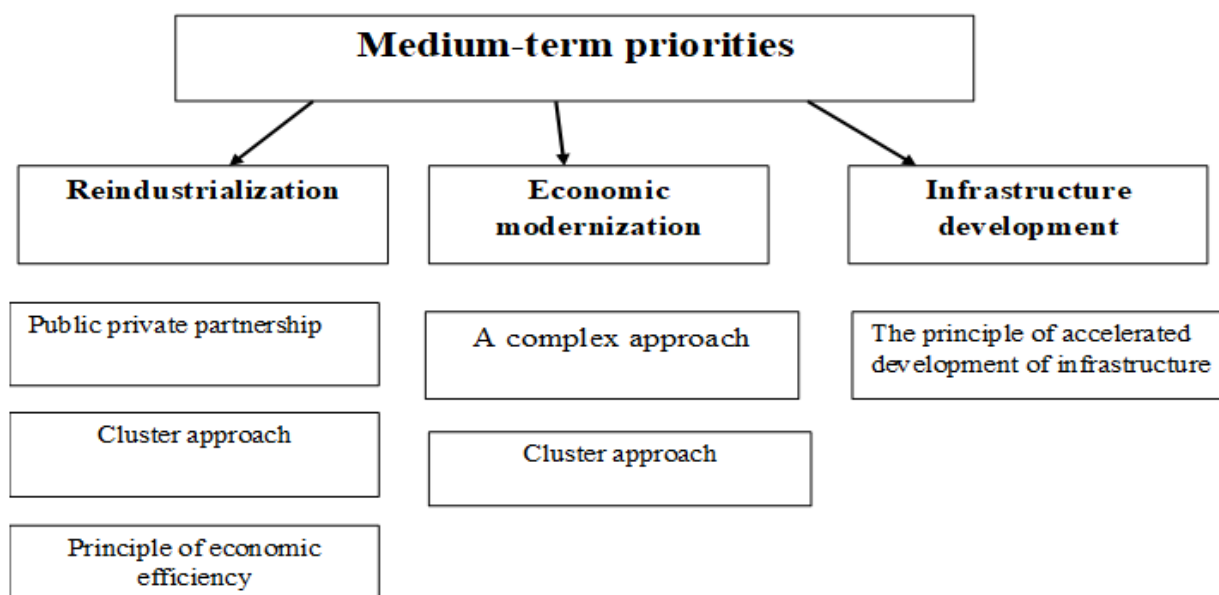 Medium-term priorities
Reindustrialization
Economic
modernization
Infrastructure
development
Public private partnership
A complex approach
The principle of accelerated
development of infrastructure
Cluster approach
Cluster approach
Principle of economic
efficiency